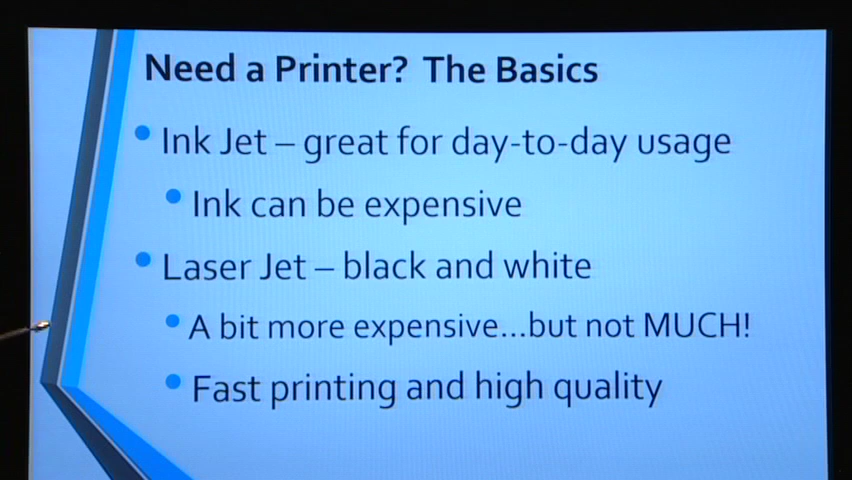 Need a Printer? The Basics
• Ink Jet – great for day-to-day usage
• Ink can be expensive
• Laser Jet – black and white
• A bit more expensive...but not MUCH!
• Fast printing and high quality